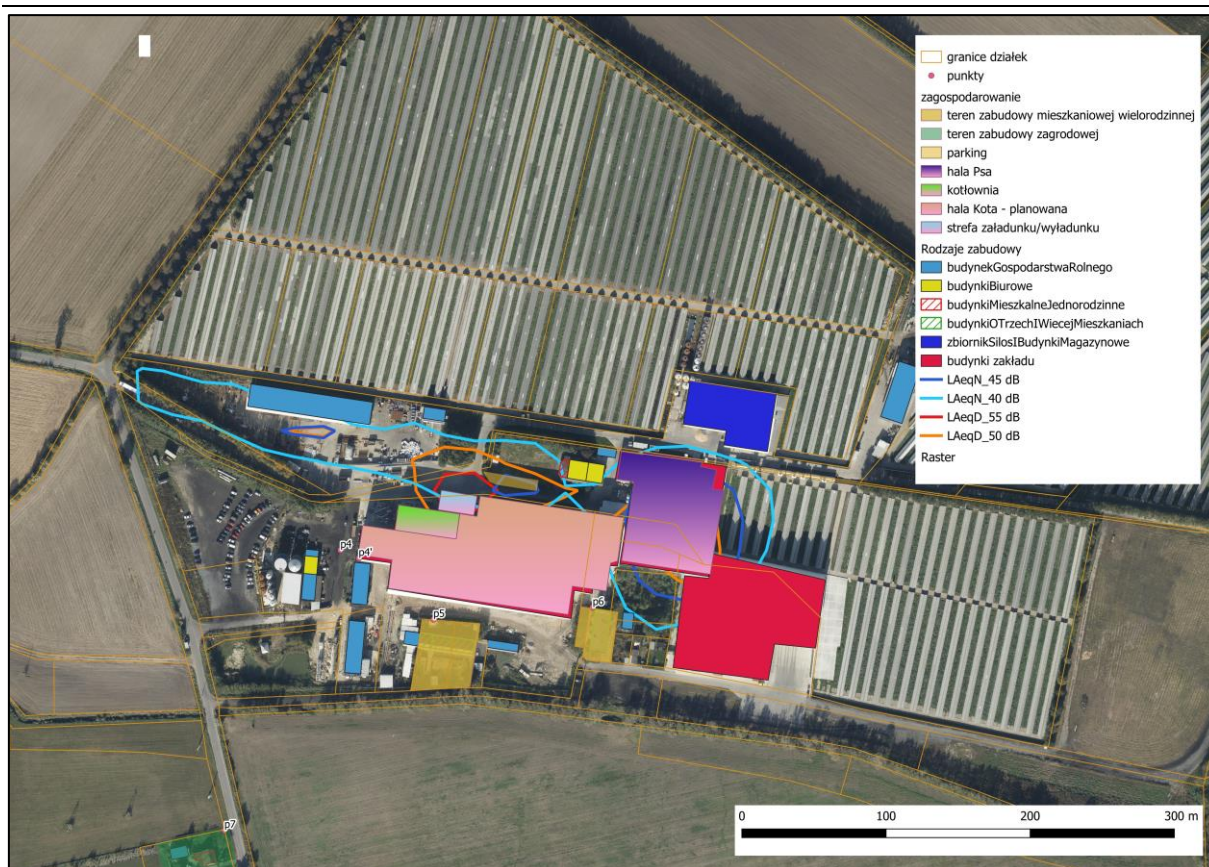 granice działek
punkty
zagospodarowanie
teren zabudowy mieszkaniowej wielorodzinnej
teren zabudowy zagrodowej
parking
hala Psa
kotłownia
hala Kota - planowana
strefa załadunku/wyładunku
Rodzaje zabudowy
budynekGospodarstwaRolnego
budynkiBiurowe
budynkiMieszkalneJednorodzinne
budynkiOTrzechIWiecejMieszkaniach
zbiornikSilosIBudynkiMagazynowe
budynki zakładu
LAeqN_45 dB
LAeqN_40 dB
LAeqD_55 dB
LAeqD_50 dB
Raster
p4
p4'
p5
p6
p7
0 100 200 300 m